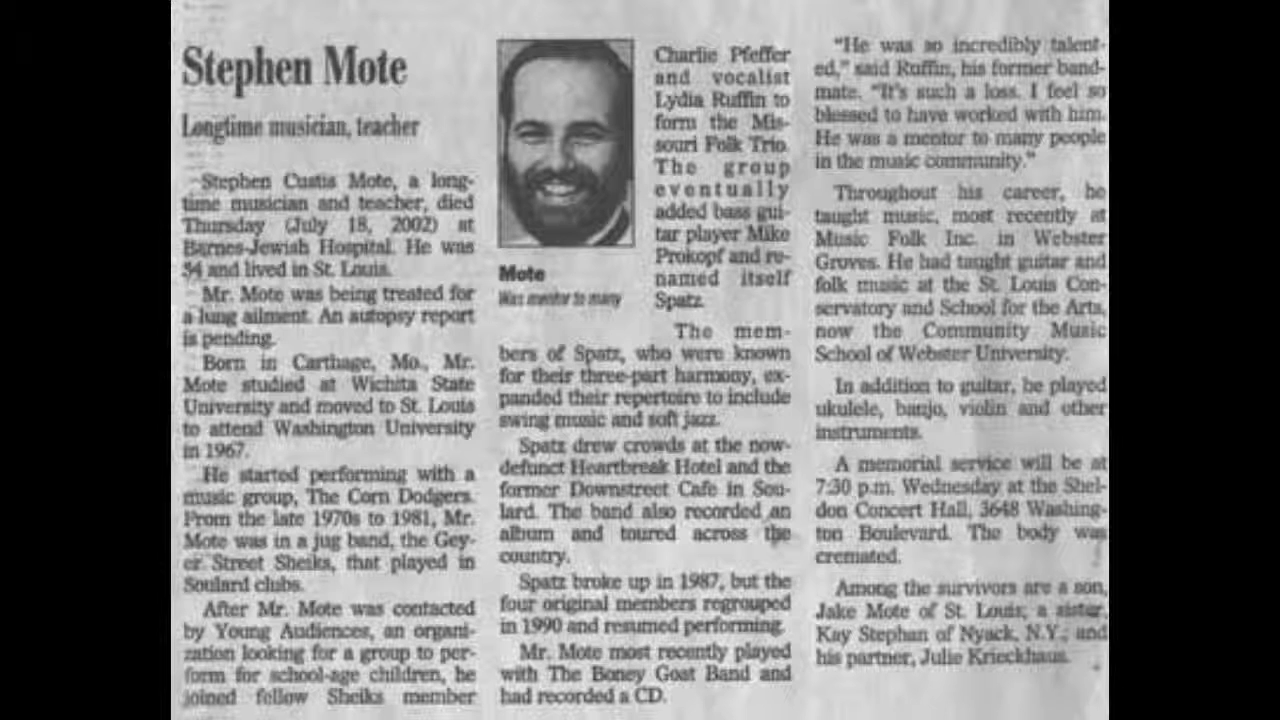 Stephen Mote
Longtime musician, teacher
Stephen Custis Mote, a long-
time musician and teacher, died
Thursday (July 18, 2002) at
Barnes-Jewish Hospital. He was
54 and lived in St. Louis.
Mr. Mote was being treated for
a lung ailment. An autopsy report
is pending.
Born in Carthage, Mo., Mr.
Mote studied at Wichita State
University and moved to St. Louis
to attend Washington University
in 1967.
He started performing with a
music group, The Corn Dodgers.
From the late 1970s to 1981, Mr.
Mote was in a jug band, the Gey-
er Street Sheiks, that played in
Soulard clubs.
After Mr. Mote was contacted
by Young Audiences, an organi-
zation looking for a group to per-
form for school-age children, he
joined fellow Sheiks member
Mote
Was mentor to many
Charlie Pfeffer
and vocalist
Lydia Ruffin to
form the Mis-
souri Folk Trio.
The group
eventually
added bass gui-
tar player Mike
Prokopf and re-
named itself
Spatz.
The mem-
bers of Spatz, who were known
for their three-part harmony, ex-
panded their repertoire to include
swing music and soft jazz.
Spatz drew crowds at the now-
defunct Heartbreak Hotel and the
former Downstreet Cafe in Sou-
lard. The band also recorded an
album and toured across the
country.
Spatz broke up in 1987, but the
four original members regrouped
in 1990 and resumed performing.
Mr. Mote most recently played
with The Boney Goat Band and
had recorded a CD.
"He was so incredibly talent-
ed," said Ruffin, his former band-
mate. "It's such a loss. I feel so
blessed to have worked with him.
He was a mentor to many people
in the music community."
Throughout his career, he
taught music, most recently at
Music Folk Inc. in Webster
Groves. He had taught guitar and
folk music at the St. Louis Con-
servatory and School for the Arts,
now the Community Music
School of Webster University.
In addition to guitar, he played
ukulele, banjo, violin and other
instruments.
A memorial service will be at
7:30 p.m. Wednesday at the Shel-
don Concert Hall, 3648 Washing-
ton Boulevard. The body was
cremated.
Among the survivors are a son,
Jake Mote of St. Louis; a sister,
Kay Stephan of Nyack, N.Y.; and
his partner, Julie Krieckhaus.